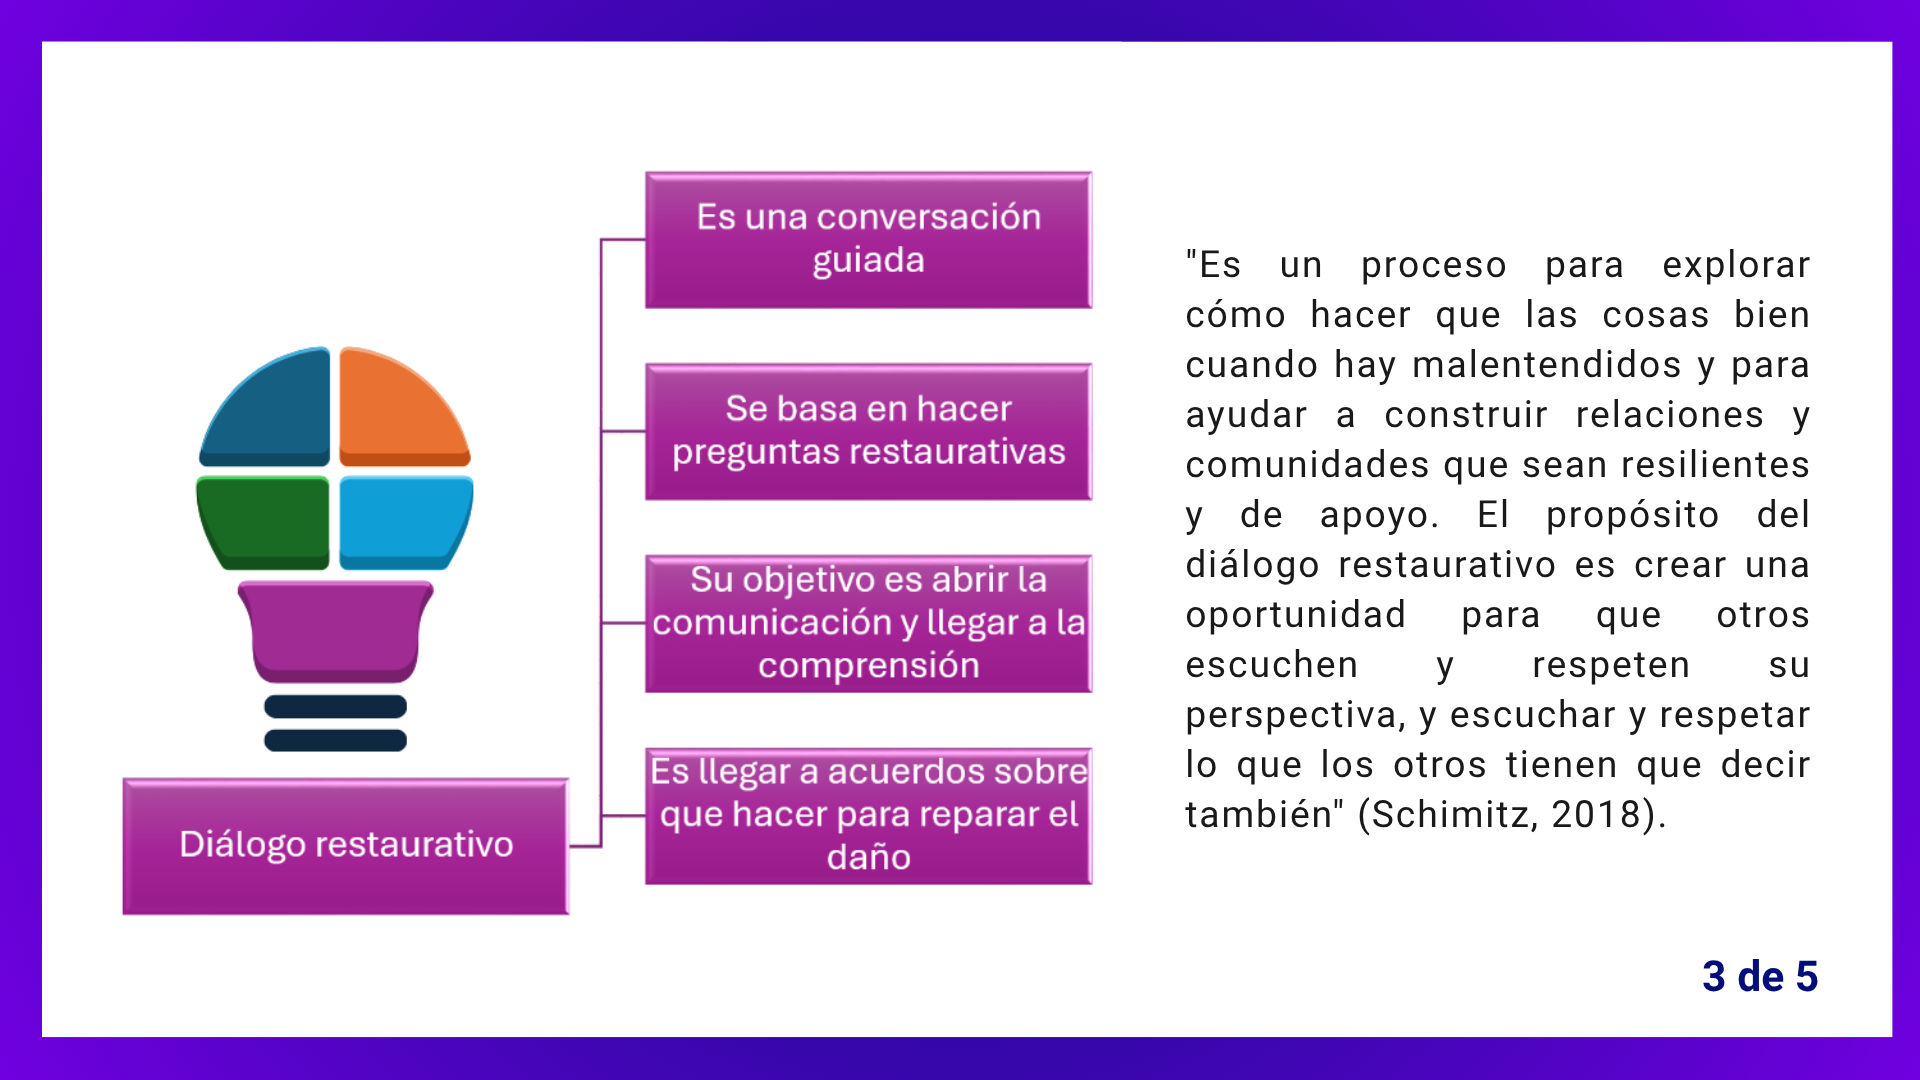 Es una conversación
guiada
Se basa en hacer
preguntas restaurativas
Su objetivo es abrir la
comunicación y llegar a la
comprensión
Es llegar a acuerdos sobre
que hacer para reparar el
daño
Diálogo restaurativo
"Es un proceso para explorar
cómo hacer que las cosas bien
cuando hay malentendidos y para
ayudar a construir relaciones y
comunidades que sean resilientes
y de apoyo. El propósito del
diálogo restaurativo es crear una
oportunidad para que otros
escuchen y respeten su
perspectiva, y escuchar y respetar
lo que los otros tienen que decir
también" (Schimitz, 2018).
3 de 5